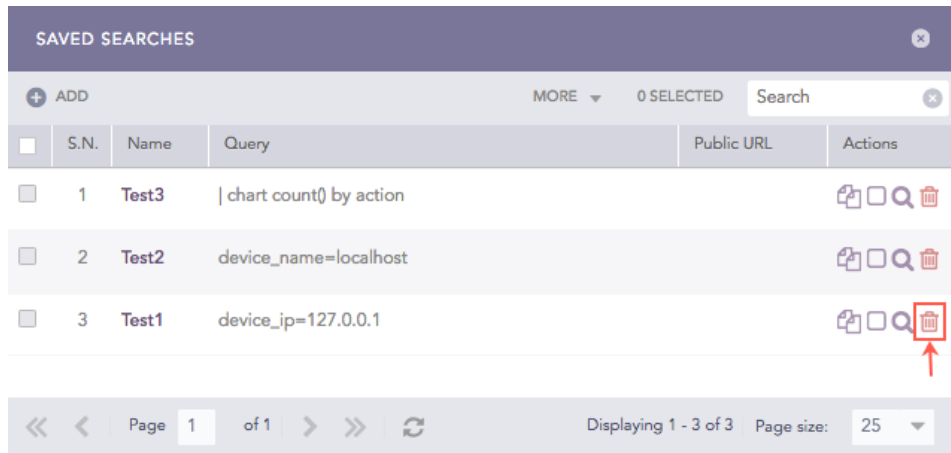 SAVED SEARCHES
ADD MORE 0 SELECTED Search
S.N. Name Query Public URL Actions
1 Test3 | chart count() by action
2 Test2 device_name=localhost
3 Test1 device_ip=127.0.0.1
Page 1 of 1 Displaying 1 - 3 of 3 Page size: 25